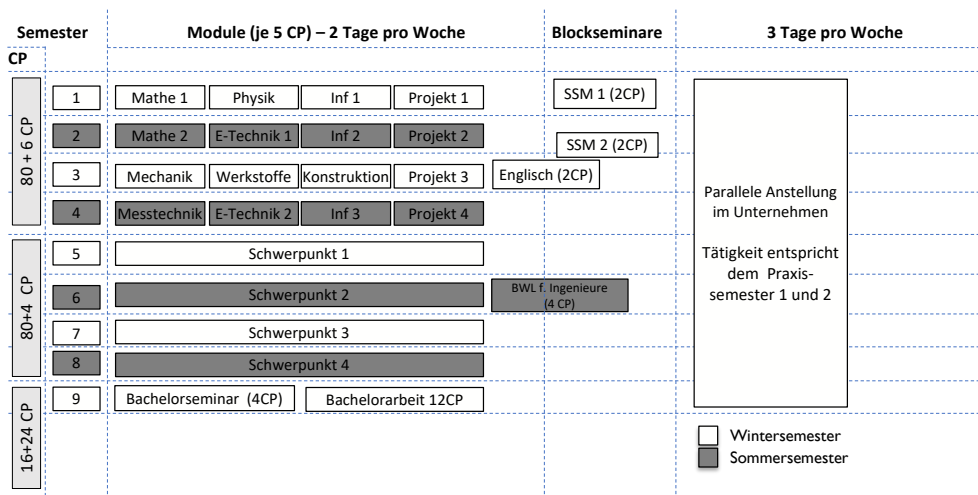 Semester Module (je 5 CP) – 2 Tage pro Woche Blockseminare 3 Tage pro Woche
CP
80 + 6 CP
1 Mathe 1 Physik Inf 1 Projekt 1 SSM 1 (2CP)
2 Mathe 2 E-Technik 1 Inf 2 Projekt 2
SSM 2 (2CP)
3 Mechanik Werkstoffe Konstruktion Projekt 3 Englisch (2CP)
4 Messtechnik E-Technik 2 Inf 3 Projekt 4
80+4 CP
5 Schwerpunkt 1
6 Schwerpunkt 2
BWL f. Ingenieure
(4 CP)
7 Schwerpunkt 3
8 Schwerpunkt 4
16+24 CP
9 Bachelorseminar (4CP) Bachelorarbeit 12CP
Parallele Anstellung
im Unternehmen
Tätigkeit entspricht
dem Praxis-
semester 1 und 2
Wintersemester
Sommersemester